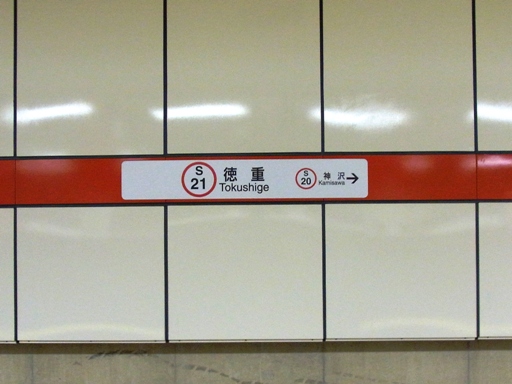 S
21
徳重
Tokushige
S
20
神沢
Kamisawa